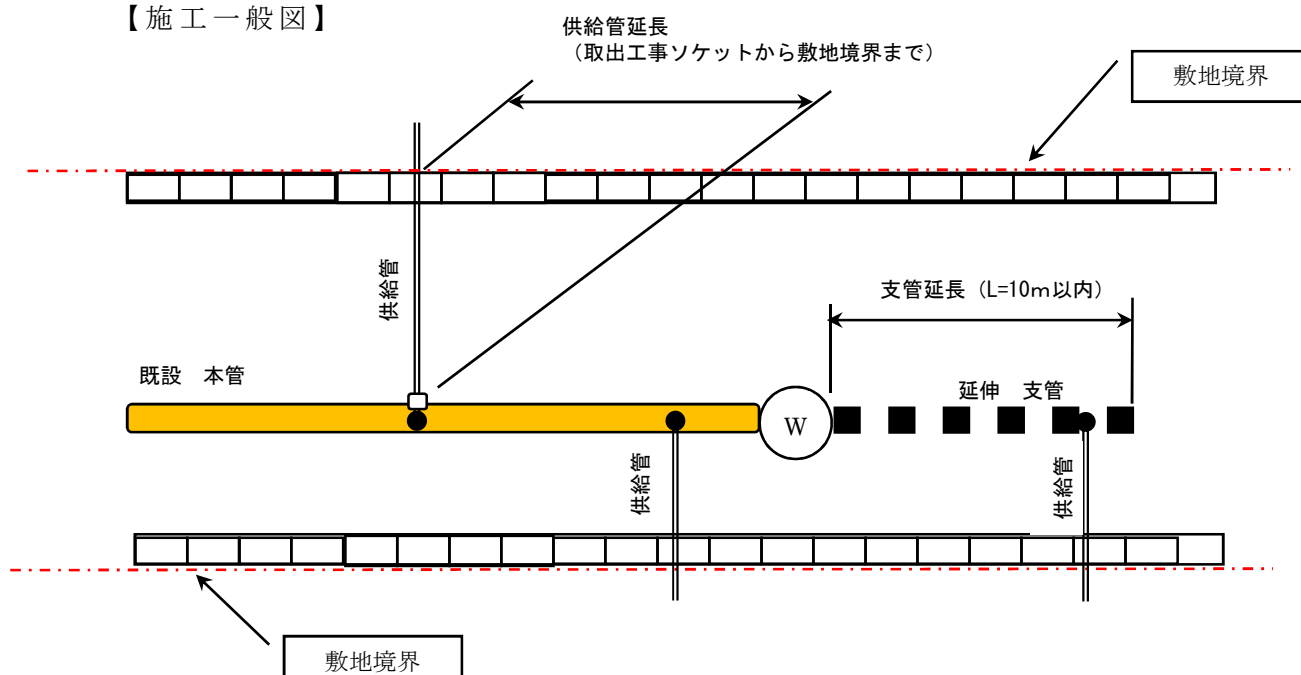 【施工一般図】
供給管延長
（取出工事ソケットから敷地境界まで）
敷地境界
供給管
支管延長（L=10ｍ以内）
既設　本管
延伸　支管
W
供給管
供給管
敷地境界